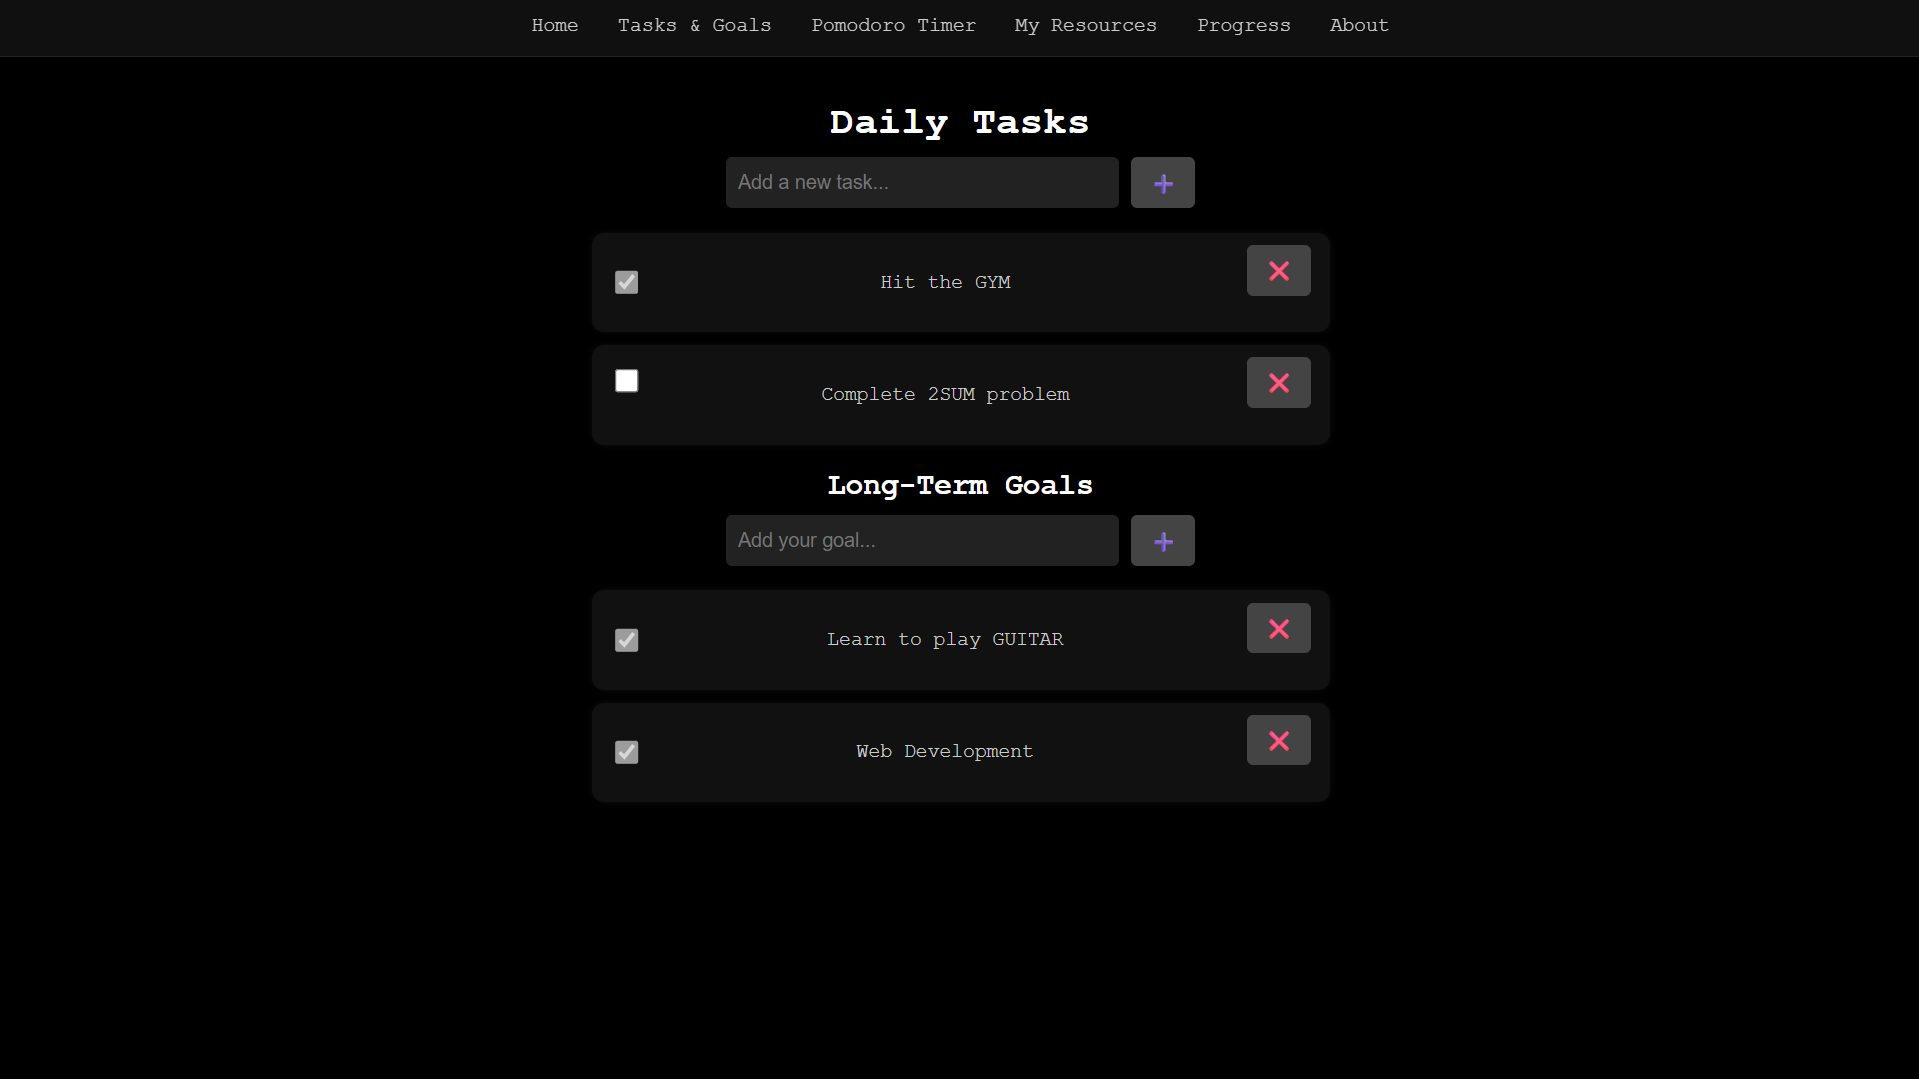 Home Tasks & Goals Pomodoro Timer My Resources Progress About
Daily Tasks
Add a new task...
Hit the GYM
Complete 2SUM problem
Long-Term Goals
Add your goal...
Learn to play GUITAR
Web Development